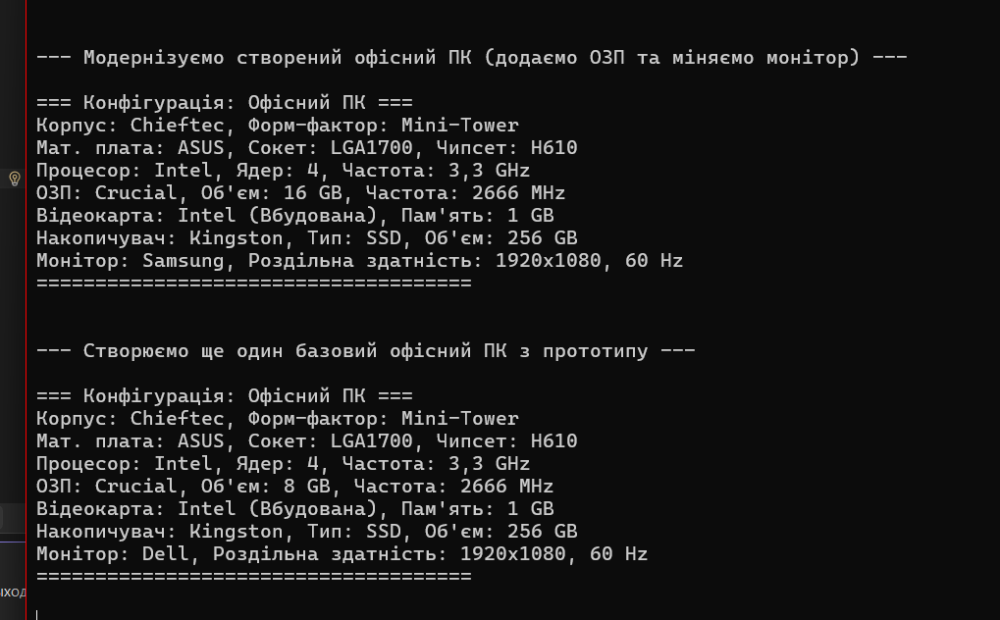 --- Модернізуємо створений офісний ПК (додаємо ОЗП та міняємо монітор) ---
=== Конфігурація: Офісний ПК ===
Корпус: Chieftec, Форм-фактор: Mini-Tower
Мат. плата: ASUS, Сокет: LGA1700, Чипсет: H610
Процесор: Intel, Ядер: 4, Частота: 3,3 GHz
ОЗП: Crucial, Об'єм: 16 GB, Частота: 2666 MHz
Відеокарта: Intel (Вбудована), Пам'ять: 1 GB
Накопичувач: Kingston, Тип: SSD, Об'єм: 256 GB
Монітор: Samsung, Роздільна здатність: 1920x1080, 60 Hz
=====================================
--- Створюємо ще один базовий офісний ПК з прототипу ---
=== Конфігурація: Офісний ПК ===
Корпус: Chieftec, Форм-фактор: Mini-Tower
Мат. плата: ASUS, Сокет: LGA1700, Чипсет: H610
Процесор: Intel, Ядер: 4, Частота: 3,3 GHz
ОЗП: Crucial, Об'єм: 8 GB, Частота: 2666 MHz
Відеокарта: Intel (Вбудована), Пам'ять: 1 GB
Накопичувач: Kingston, Тип: SSD, Об'єм: 256 GB
Монітор: Dell, Роздільна здатність: 1920x1080, 60 Hz
=====================================